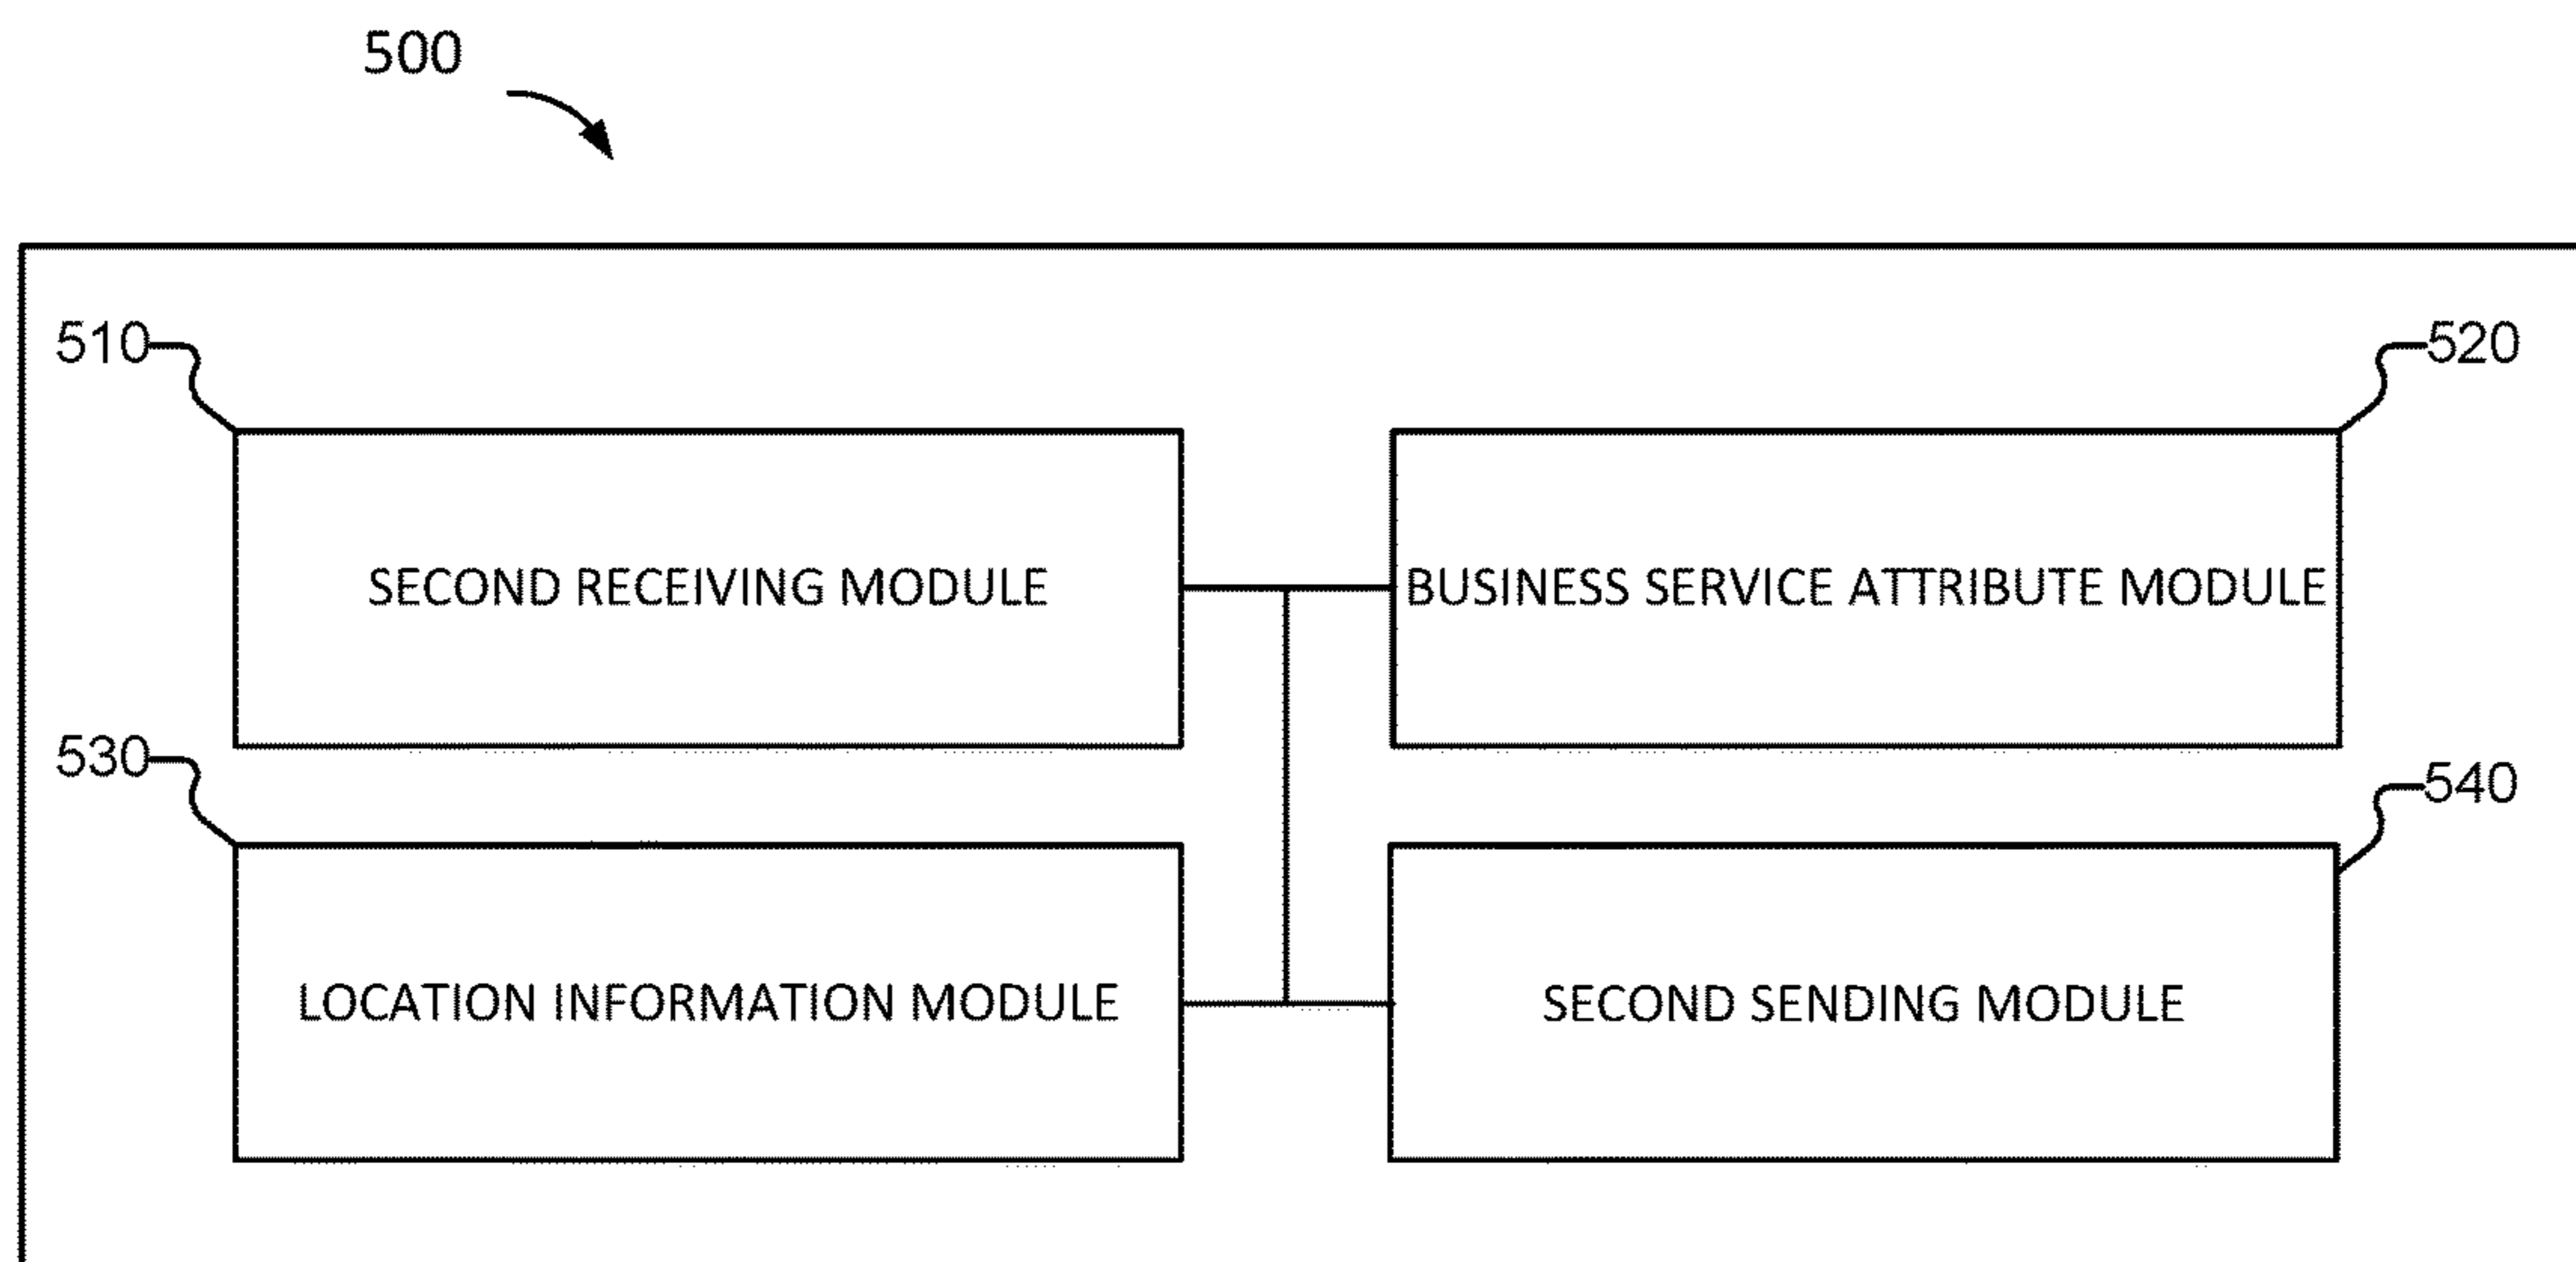 500
510
520
SECOND RECEIVING MODULE
BUSINESS SERVICE ATTRIBUTE MODULE
530
540
LOCATION INFORMATION MODULE
SECOND SENDING MODULE